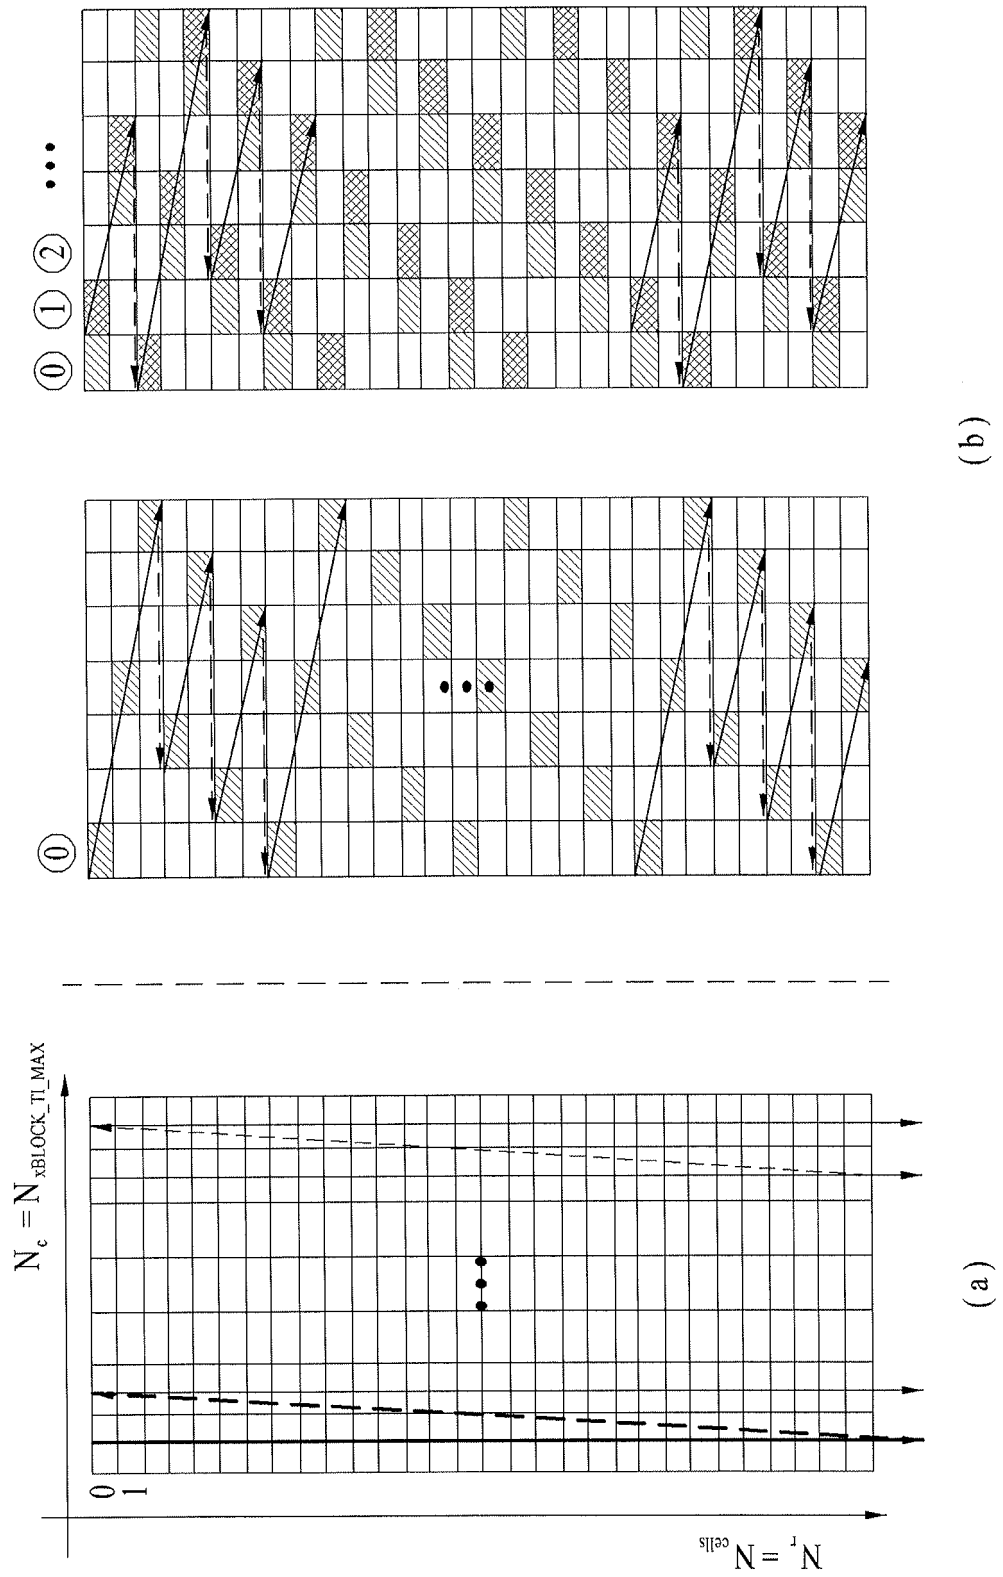 N_c = N_xBLOCK_TI_MAX
0
1
N_r = N_cells
(a)
0
0 1 2 •••
(b)